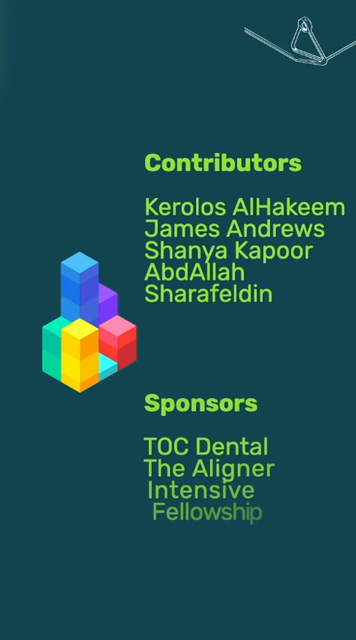 Contributors
Kerolos AlHakeem
James Andrews
Shanya Kapoor
AbdAllah
Sharafeldin
Sponsors
TOC Dental
The Aligner
Intensive
Fellowship